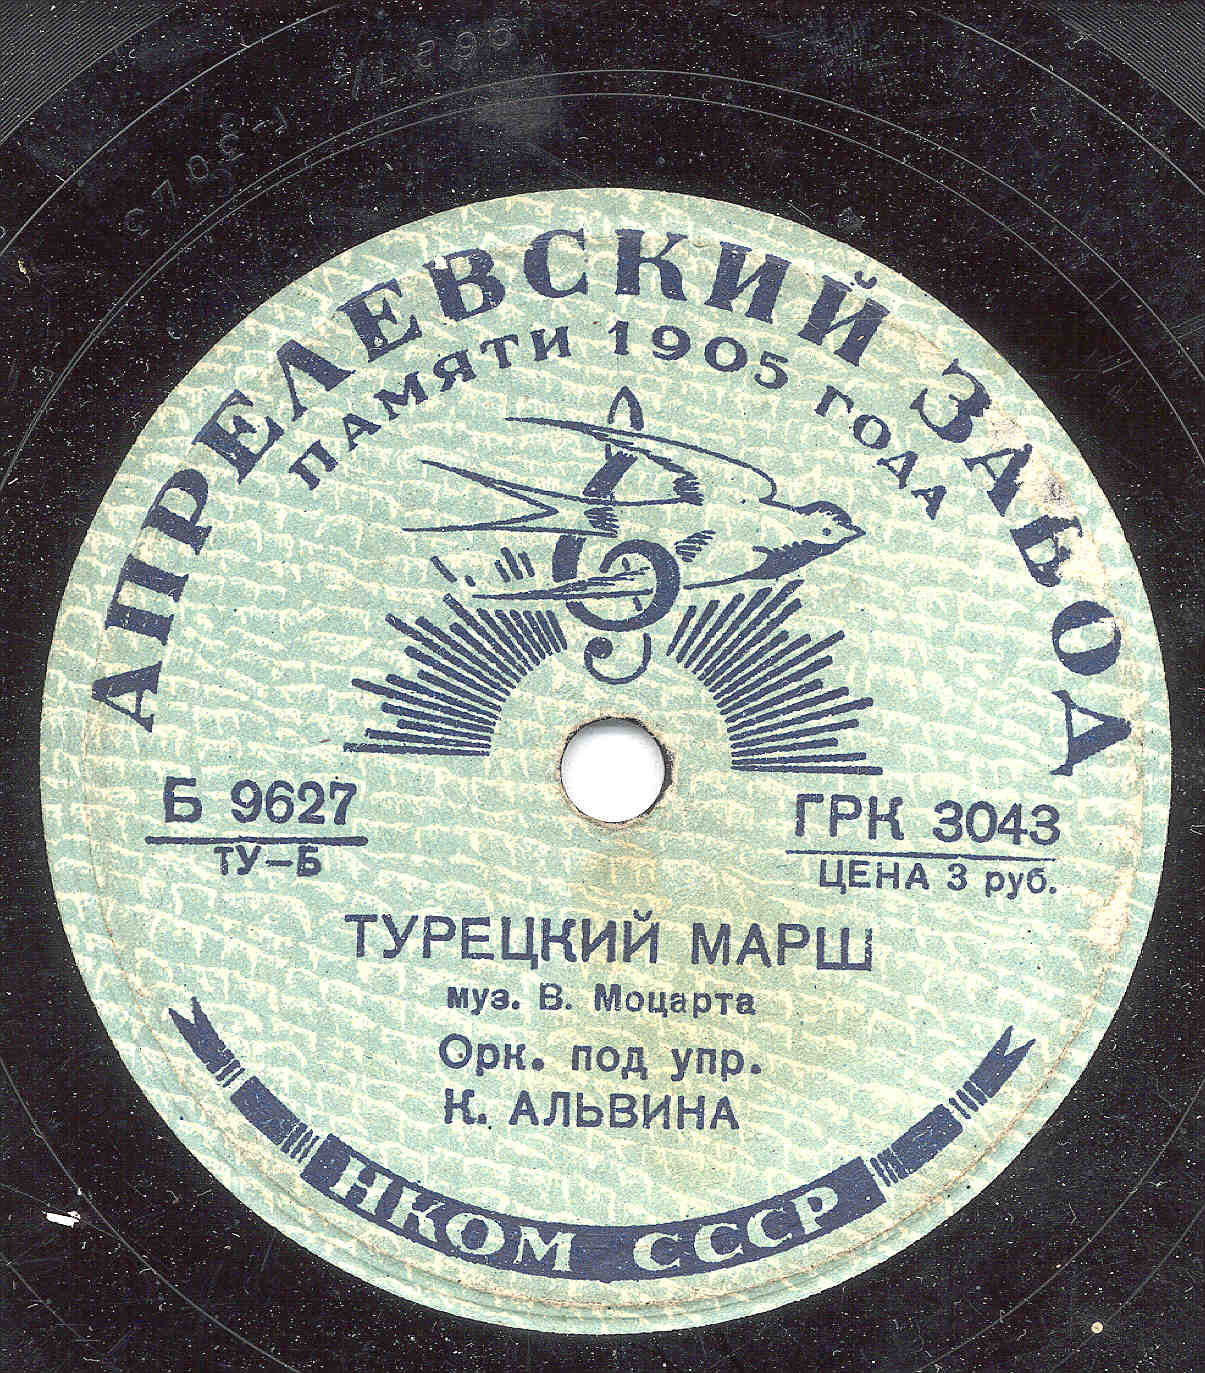 АПРЕЛЕВСКИЙ ЗАВОД
ПАМЯТИ 1905 ГОДА
Б 9627
ТУ–Б
ГРК 3043
ЦЕНА 3 руб.
ТУРЕЦКИЙ МАРШ
муз. В. Моцарта
Орк. под упр.
К. АЛЬВИНА
НКОМ СССР